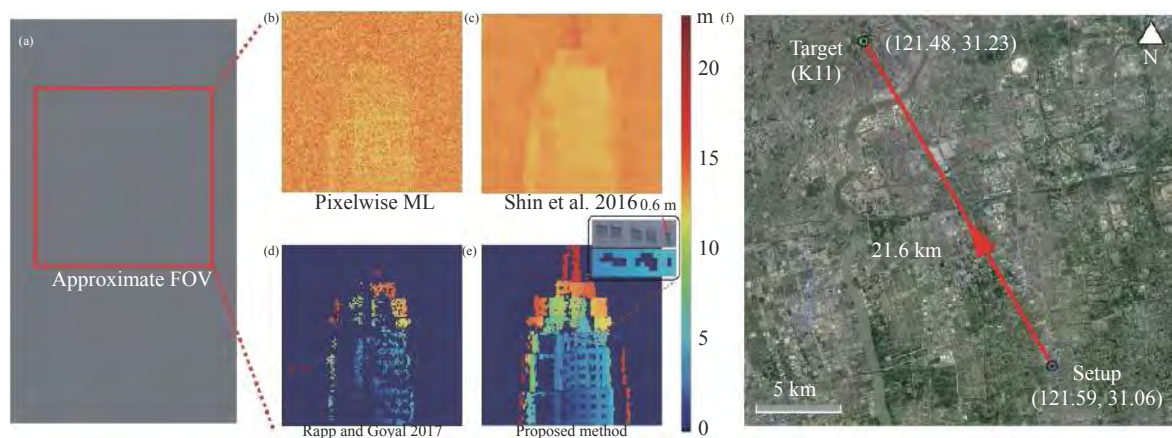 (a)
Approximate FOV
(b)
Pixelwise ML
(c)
Shin et al. 2016
0.6 m
(d)
Rapp and Goyal 2017
(e)
Proposed method
m
20
15
10
5
0
(f)
Target
(K11)
(121.48, 31.23)
N
21.6 km
Setup
(121.59, 31.06)
5 km